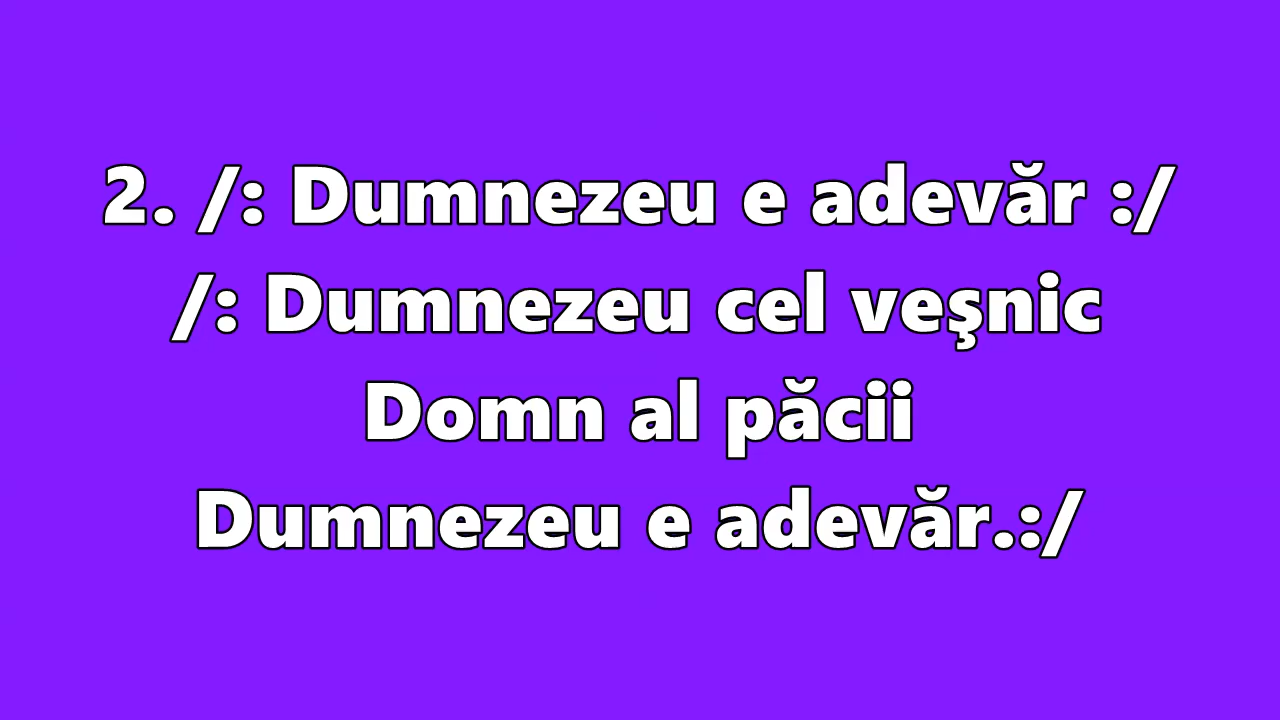 2. /: Dumnezeu e adevăr :/
/: Dumnezeu cel veşnic
Domn al păcii
Dumnezeu e adevăr.:/